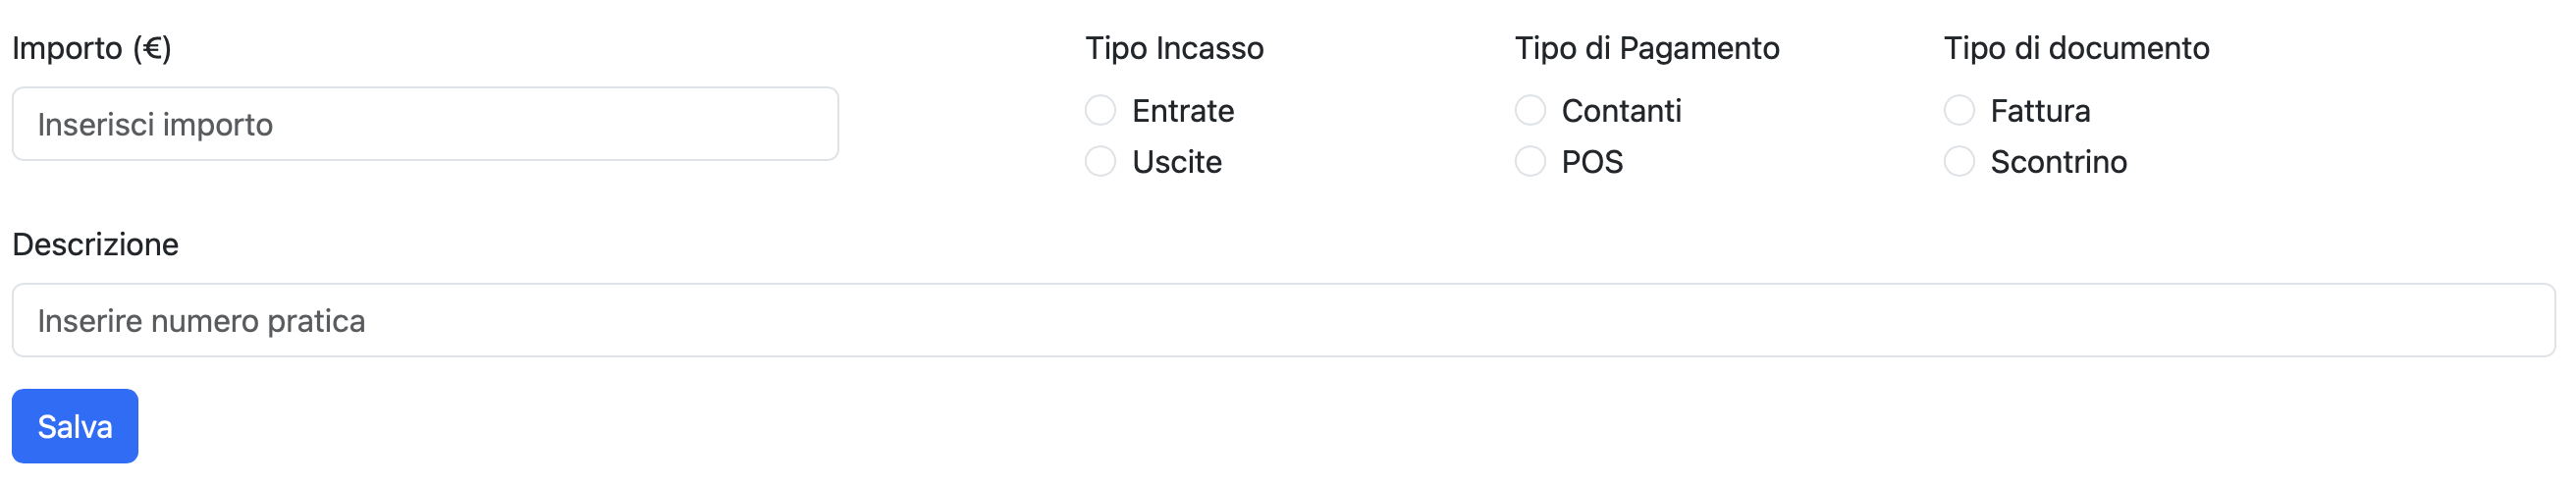 Importo (€)
Inserisci importo
Tipo Incasso
Entrate
Uscite
Tipo di Pagamento
Contanti
POS
Tipo di documento
Fattura
Scontrino
Descrizione
Inserire numero pratica
Salva